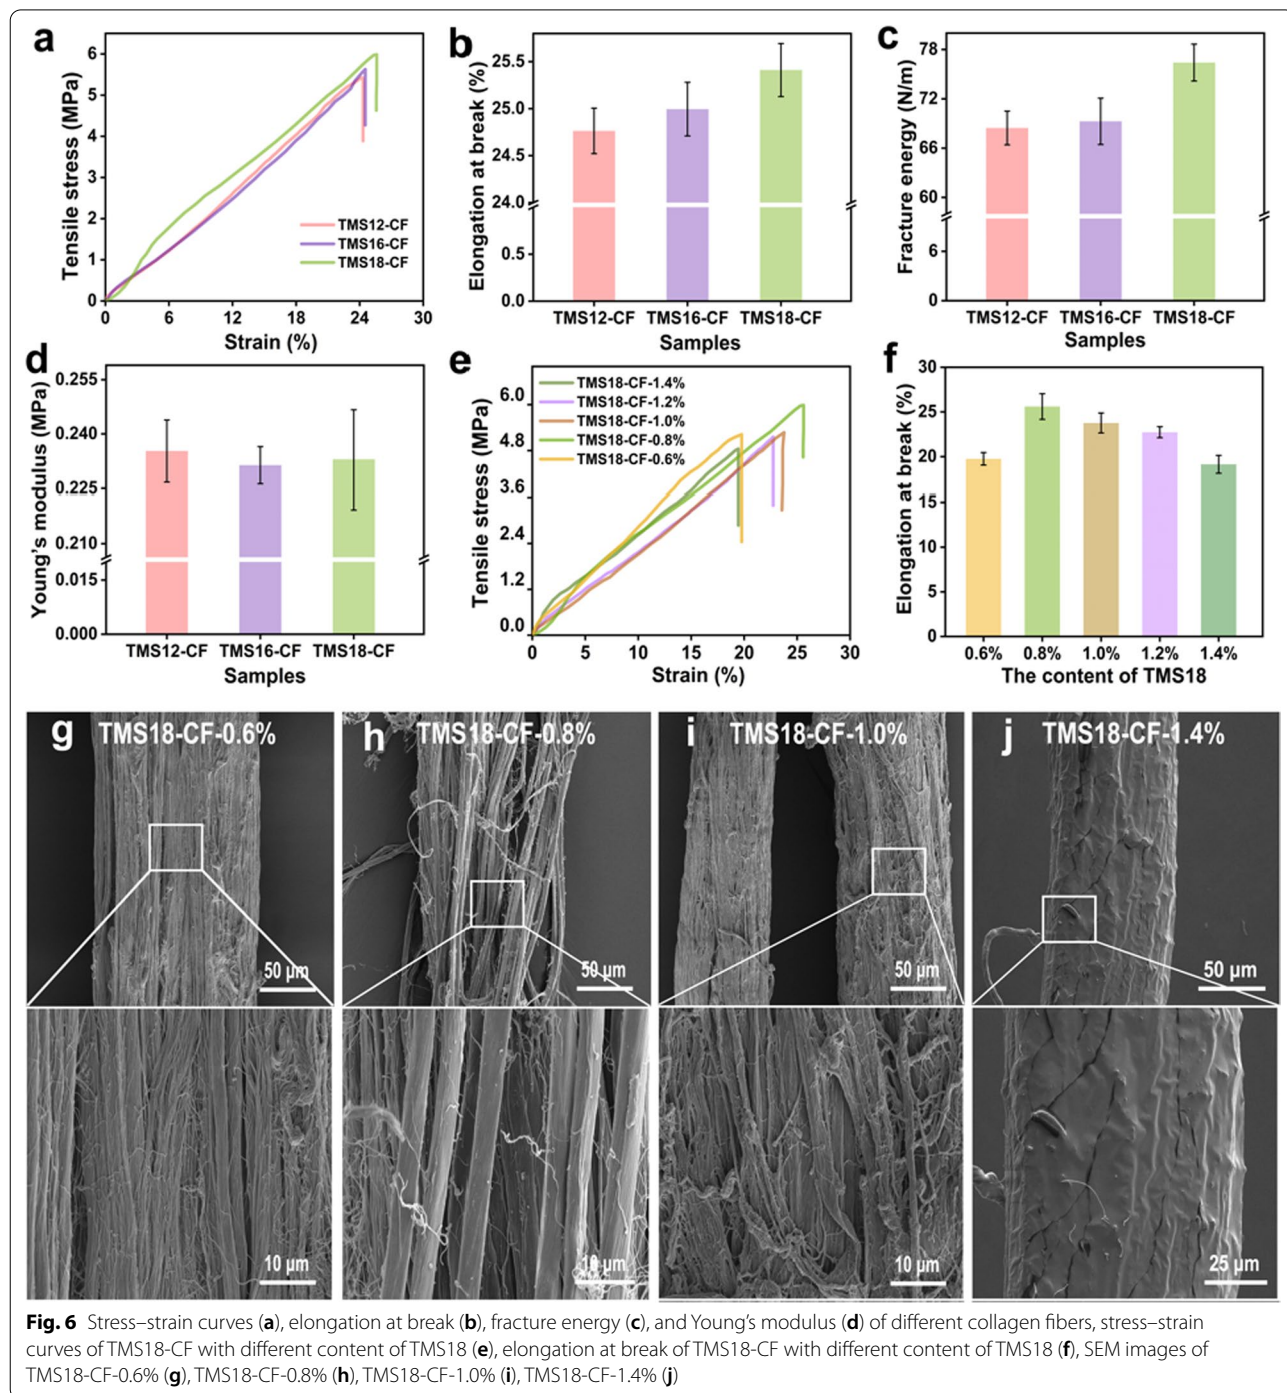 a
Tensile stress (MPa)
6
5
4
3
2
1
0
0 6 12 18 24 30
Strain (%)
TMS12-CF
TMS16-CF
TMS18-CF
b
Elongation at break (%)
25.5
25.0
24.5
24.0
0.5
0.0
TMS12-CF TMS16-CF TMS18-CF
Samples
c
Fracture energy (N/m)
78
72
66
60
6
0
TMS12-CF TMS16-CF TMS18-CF
Samples
d
Young's modulus (MPa)
0.255
0.240
0.225
0.210
0.015
0.000
TMS12-CF TMS16-CF TMS18-CF
Samples
e
Tensile stress (MPa)
6.0
4.8
3.6
2.4
1.2
0.0
TMS18-CF-1.4%
TMS18-CF-1.2%
TMS18-CF-1.0%
TMS18-CF-0.8%
TMS18-CF-0.6%
0 5 10 15 20 25 30
Strain (%)
f
Elongation at break (%)
30
25
20
15
10
5
0
0.6% 0.8% 1.0% 1.2% 1.4%
The content of TMS18
g TMS18-CF-0.6%
50 μm
10 μm
h TMS18-CF-0.8%
50 μm
10 μm
i TMS18-CF-1.0%
50 μm
10 μm
j TMS18-CF-1.4%
50 μm
25 μm
Fig. 6 Stress–strain curves (a), elongation at break (b), fracture energy (c), and Young's modulus (d) of different collagen fibers, stress–strain
curves of TMS18-CF with different content of TMS18 (e), elongation at break of TMS18-CF with different content of TMS18 (f), SEM images of
TMS18-CF-0.6% (g), TMS18-CF-0.8% (h), TMS18-CF-1.0% (i), TMS18-CF-1.4% (j)